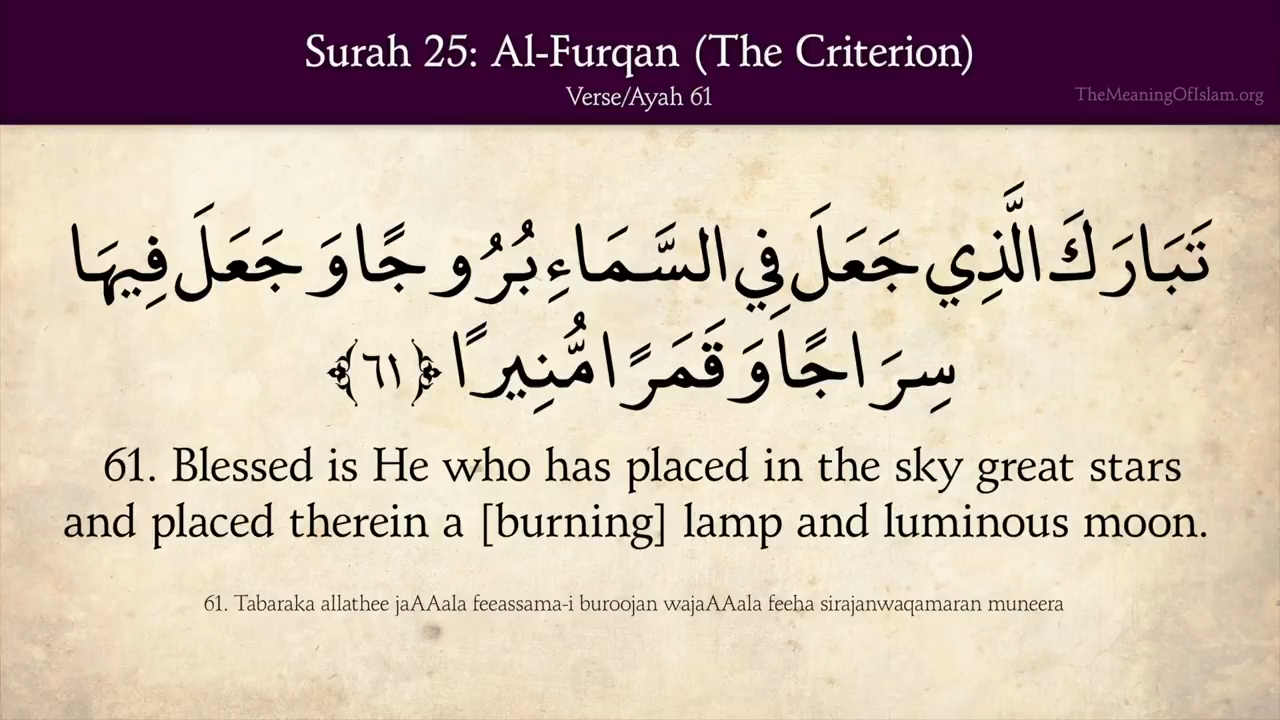 Surah 25: Al-Furqan (The Criterion)
Verse/Ayah 61
TheMeaningOfIslam.org
تَبَارَكَ الَّذِي جَعَلَ فِي السَّمَاءِ بُرُوجًا وَجَعَلَ فِيهَا
سِرَاجًا وَقَمَرًا مُّنِيرًا ﴿٦١﴾
61. Blessed is He who has placed in the sky great stars
and placed therein a [burning] lamp and luminous moon.
61. Tabaraka allathee jaAAala feeassama-i buroojan wajaAAala feeha sirajanwaqamaran muneera